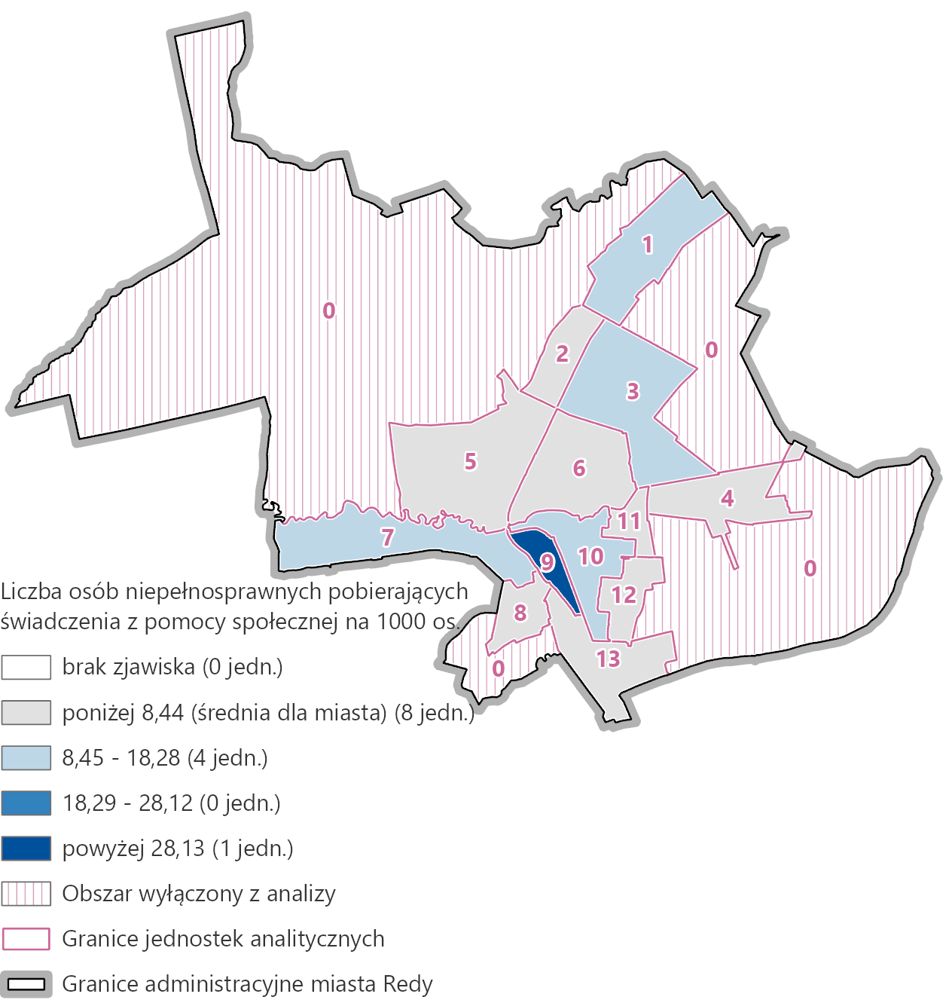 1
0
2
0
3
5
6
4
11
7
10
9
0
12
8
13
0
Liczba osób niepełnosprawnych pobierających
świadczenia z pomocy społecznej na 1000 os.
brak zjawiska (0 jedn.)
poniżej 8,44 (średnia dla miasta) (8 jedn.)
8,45 - 18,28 (4 jedn.)
18,29 - 28,12 (0 jedn.)
powyżej 28,13 (1 jedn.)
Obszar wyłączony z analizy
Granice jednostek analitycznych
Granice administracyjne miasta Redy